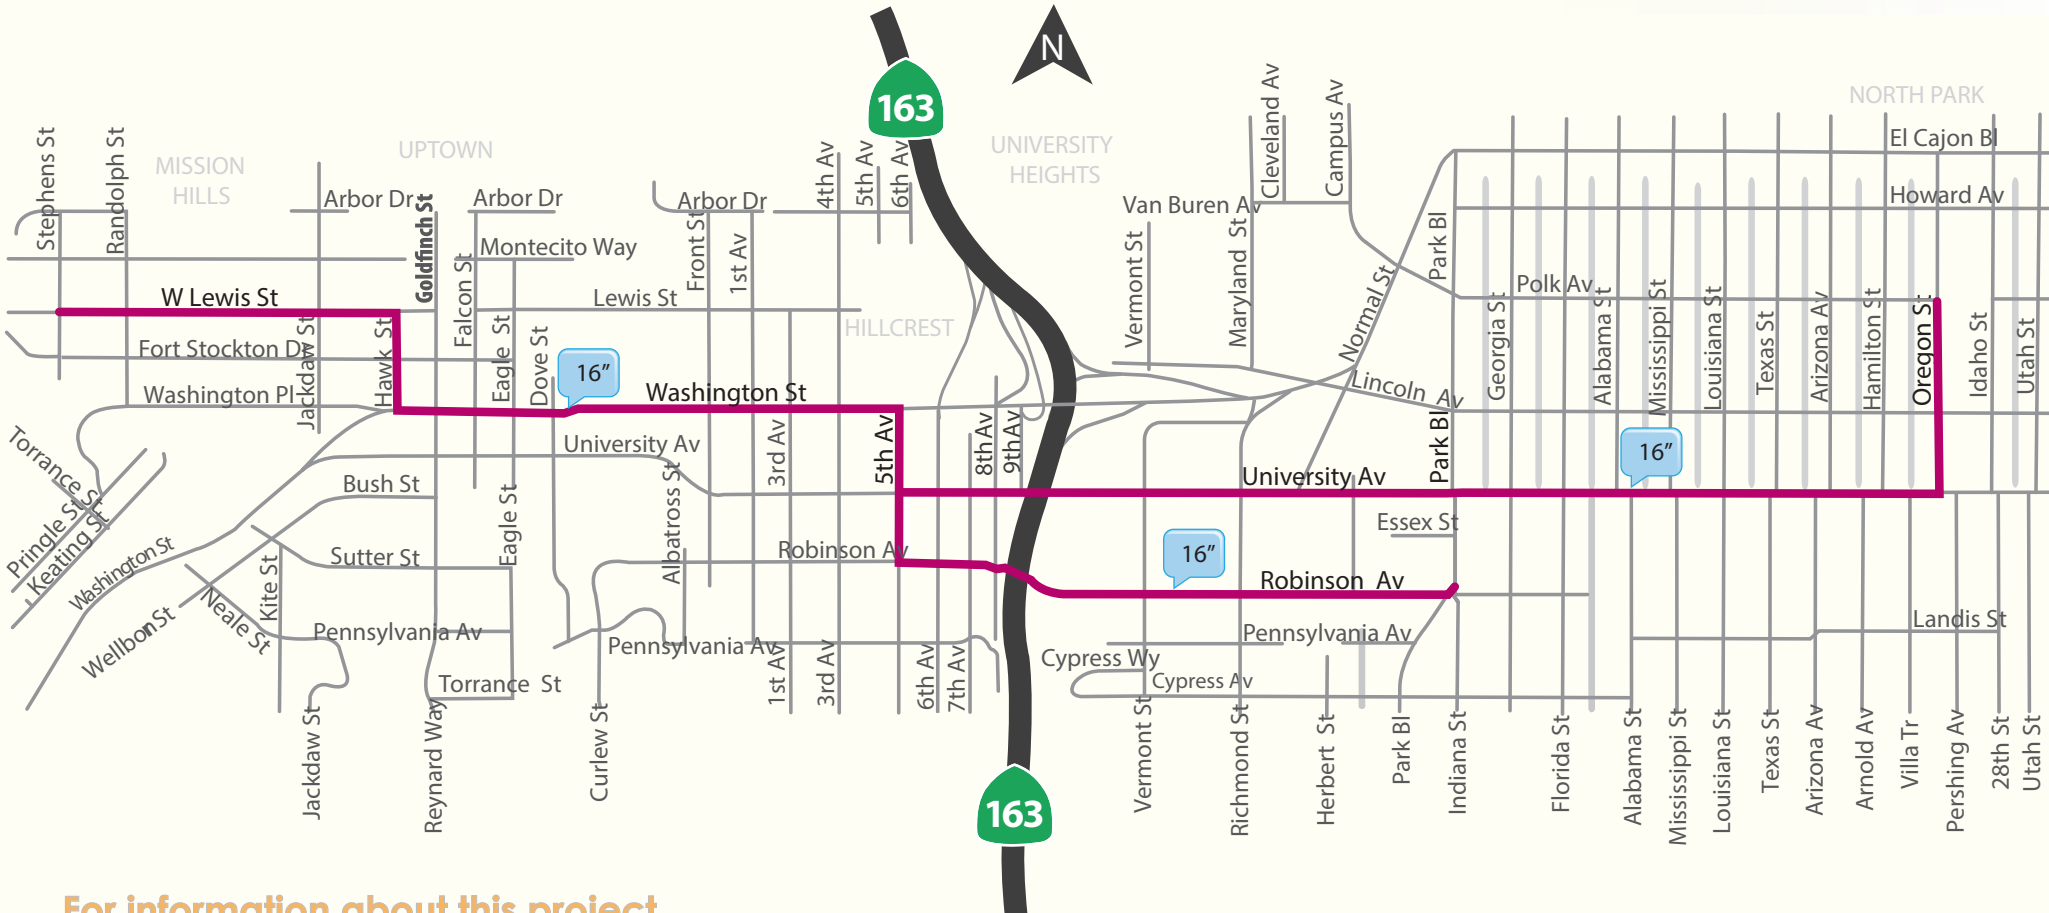 N
163
MISSION
HILLS
UPTOWN
UNIVERSITY
HEIGHTS
NORTH PARK
HILLCREST
Stephens St
Randolph St
Arbor Dr
Goldfinch St
Arbor Dr
Arbor Dr
4th Av
5th Av
6th Av
Cleveland Av
Campus Av
El Cajon Bl
Howard Av
Van Buren Av
Montecito Way
Falcon St
Front St
1st Av
Vermont St
Maryland St
Normal St
Park Bl
Polk Av
W Lewis St
Lewis St
Fort Stockton Dr
Jackdaw St
Hawk St
Eagle St
Dove St
16”
Washington St
Washington Pl
Lincoln Av
Georgia St
Alabama St
Mississippi St
Louisiana St
Texas St
Arizona Av
Hamilton St
Oregon St
Idaho St
Utah St
Torrance St
Pringle St
Keating St
Washington St
University Av
Bush St
Albatross St
3rd Av
5th Av
8th Av
9th Av
University Av
Park Bl
16”
Essex St
Eagle St
Sutter St
Kite St
Neale St
Wellborn St
Robinson Av
16”
Robinson Av
Pennsylvania Av
Pennsylvania Av
Pennsylvania Av
Landis St
Cypress Wy
Cypress Av
Torrance St
1st Av
3rd Av
6th Av
7th Av
Jackdaw St
Reynard Way
Curlew St
Vermont St
Richmond St
Herbert St
Park Bl
Indiana St
Florida St
Alabama St
Mississippi St
Louisiana St
Texas St
Arizona Av
Arnold Av
Villa Tr
Pershing Av
28th St
Utah St
163
For information about this project